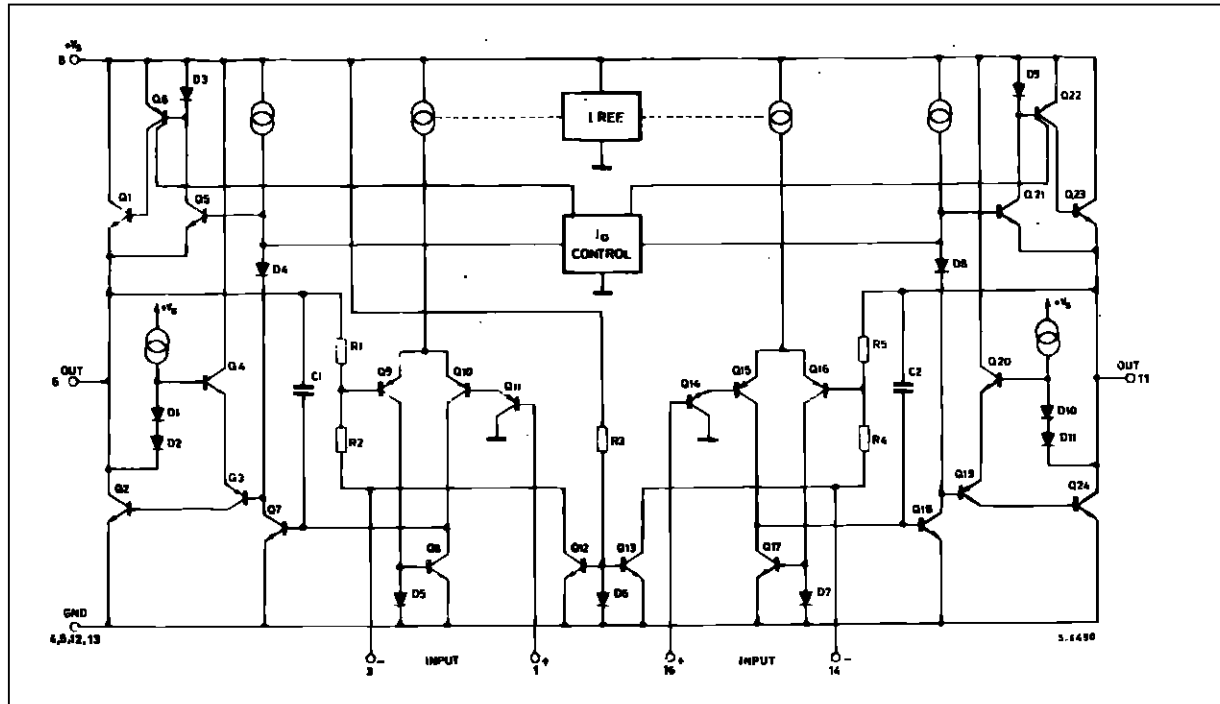 +Vs
8
D3
D9
Q6
Q22
I REF
Q1
Q5
Q21
Q23
CONTROL
D4
D8
+Vs
+Vs
R1
R5
Q4
C1
Q9
Q10
Q11
Q14
Q15
Q16
C2
Q20
OUT
6
OUT
11
D1
D2
R2
R3
R4
D10
D11
Q2
Q3
Q7
Q19
Q24
Q18
Q8
Q12
Q13
Q17
D5
D6
D7
GND
4,5,12,13
3 -
INPUT
1 +
16 +
INPUT
14 -